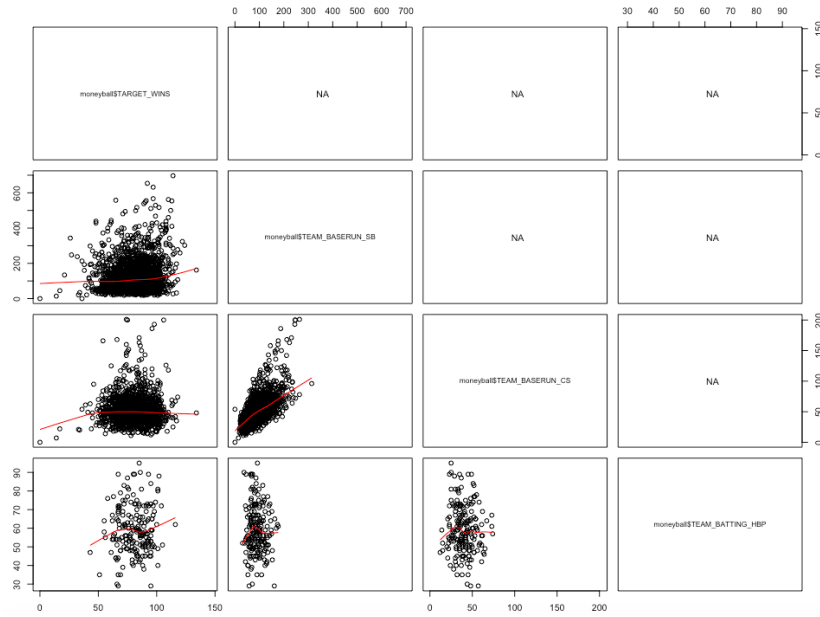 0 100 200 300 400 500 600 700
30 40 50 60 70 80 90
moneyball$TARGET_WINS
NA
NA
NA
0 50 100 150
0 200 400 600
moneyball$TEAM_BASERUN_SB
NA
NA
moneyball$TEAM_BASERUN_CS
NA
0 50 100 150 200
30 40 50 60 70 80 90
moneyball$TEAM_BATTING_HBP
0 50 100 150
0 50 100 150 200